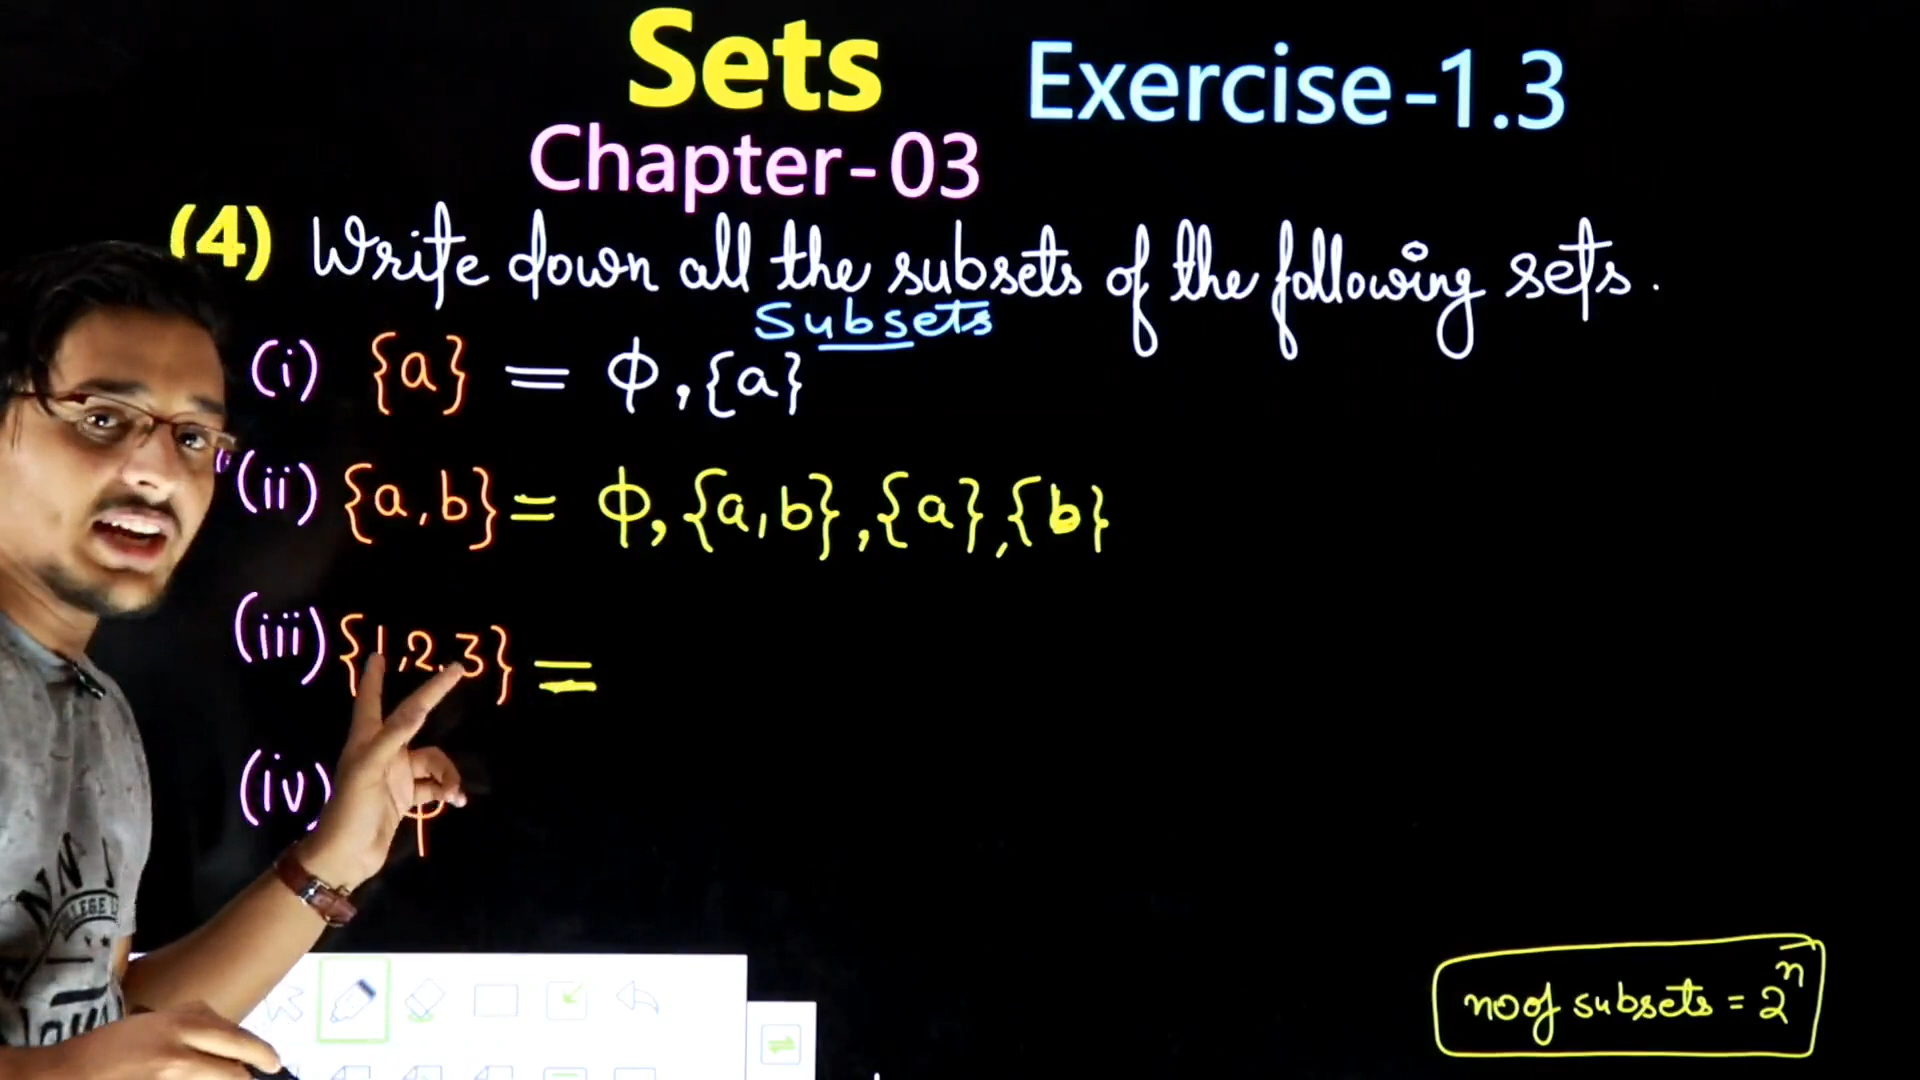 Sets
Exercise-1.3
Chapter-03
(4) Write down all the subsets of the following sets.
Subsets
(i) {a} = ϕ, {a}
(ii) {a, b} = ϕ, {a, b}, {a}, {b}
(iii) {1, 2, 3} =
(iv) ϕ
no of subsets = 2ⁿ